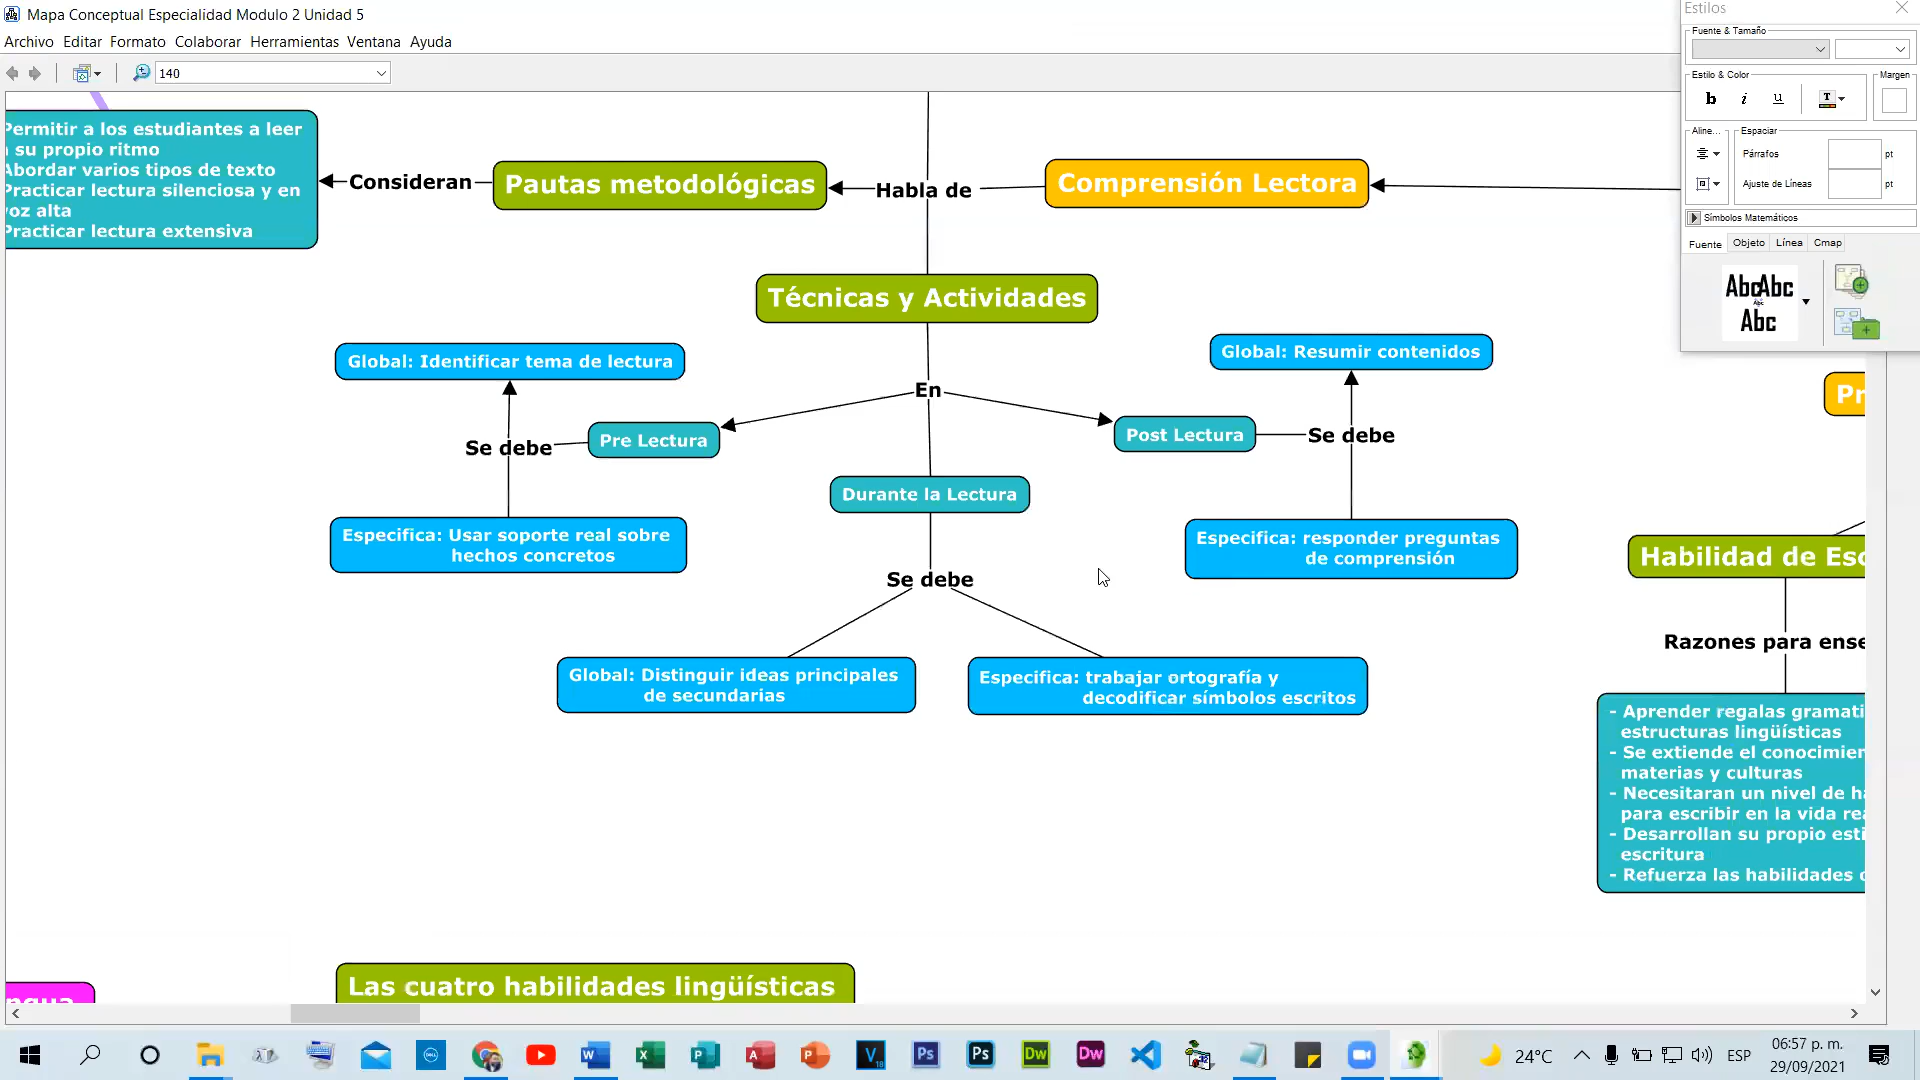 Mapa Conceptual Especialidad Modulo 2 Unidad 5
Archivo Editar Formato Colaborar Herramientas Ventana Ayuda
140
Estilos
Fuente & Tamaño
Estilo & Color
Margen
b i u T
Aline...
Espaciar
Párrafos
pt
Ajuste de Líneas
pt
Símbolos Matemáticos
Fuente Objeto Línea Cmap
AbcAbc
Abc
Abc
Permitir a los estudiantes a leer
su propio ritmo
Abordar varios tipos de texto
Practicar lectura silenciosa y en
voz alta
Practicar lectura extensiva
Consideran
Pautas metodológicas
Habla de
Comprensión Lectora
Técnicas y Actividades
Global: Identificar tema de lectura
Global: Resumir contenidos
En
Se debe
Pre Lectura
Post Lectura
Se debe
Durante la Lectura
Especifica: Usar soporte real sobre
hechos concretos
Especifica: responder preguntas
de comprensión
Se debe
Global: Distinguir ideas principales
de secundarias
Especifica: trabajar ortografía y
decodificar símbolos escritos
Pr
Habilidad de Esc
Razones para ense
- Aprender regalas gramati
estructuras lingüísticas
- Se extiende el conocimien
materias y culturas
- Necesitaran un nivel de ha
para escribir en la vida rea
- Desarrollan su propio esti
escritura
- Refuerza las habilidades
Las cuatro habilidades lingüísticas
24°C
ESP
06:57 p. m.
29/09/2021